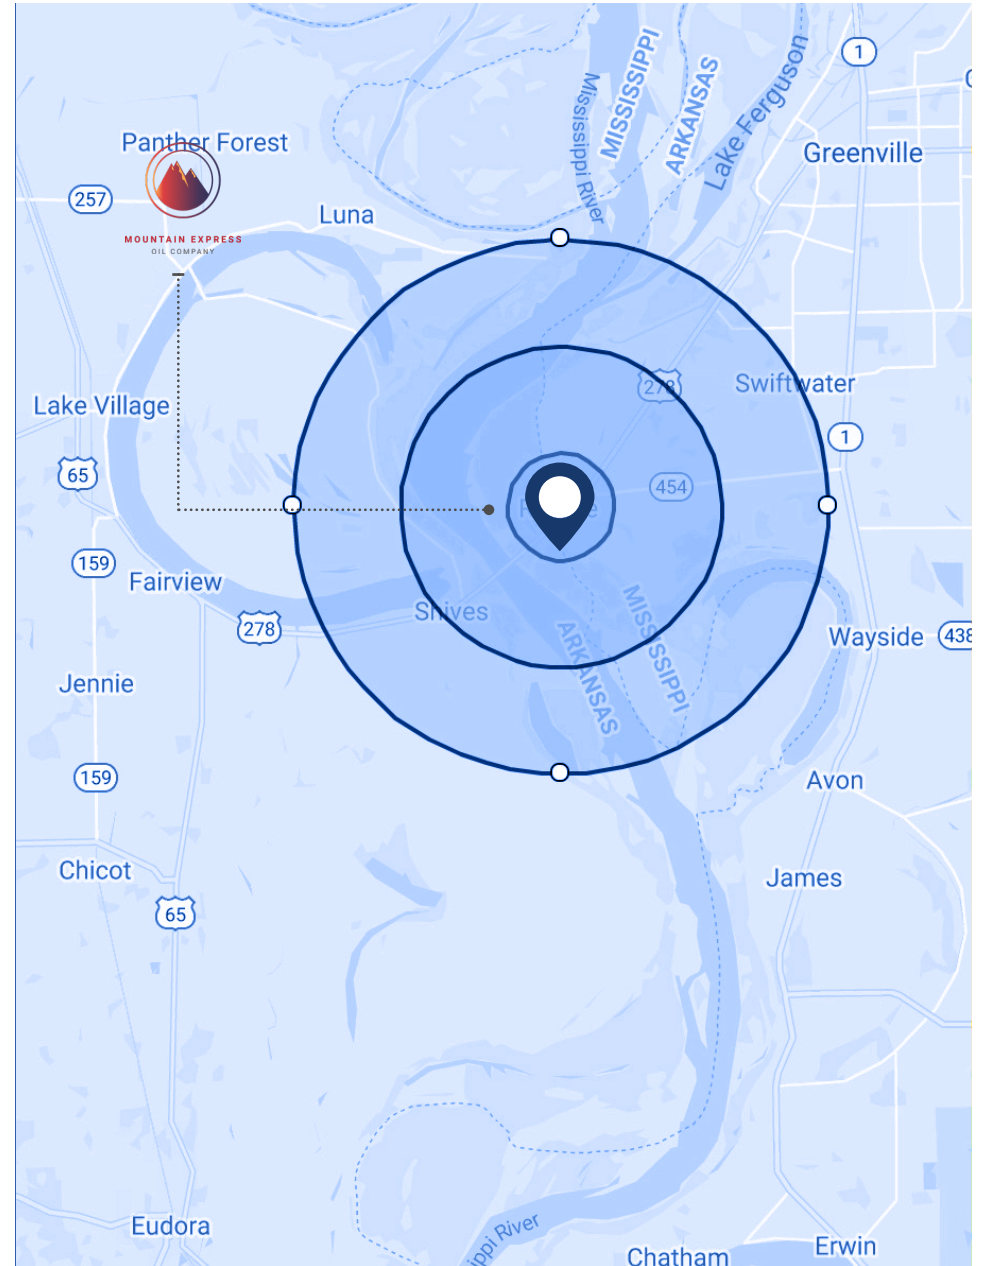 MISSISSIPPI
ARKANSAS
Lake Ferguson
Mississippi River
1
Panther Forest
Greenville
257
Luna
MOUNTAIN EXPRESS
OIL COMPANY
278
Swiftwater
Lake Village
1
65
454
159
Fairview
Shives
278
MISSISSIPPI
ARKANSAS
Wayside
438
Jennie
159
Avon
Chicot
James
65
Eudora
ippi River
Erwin
Chatham